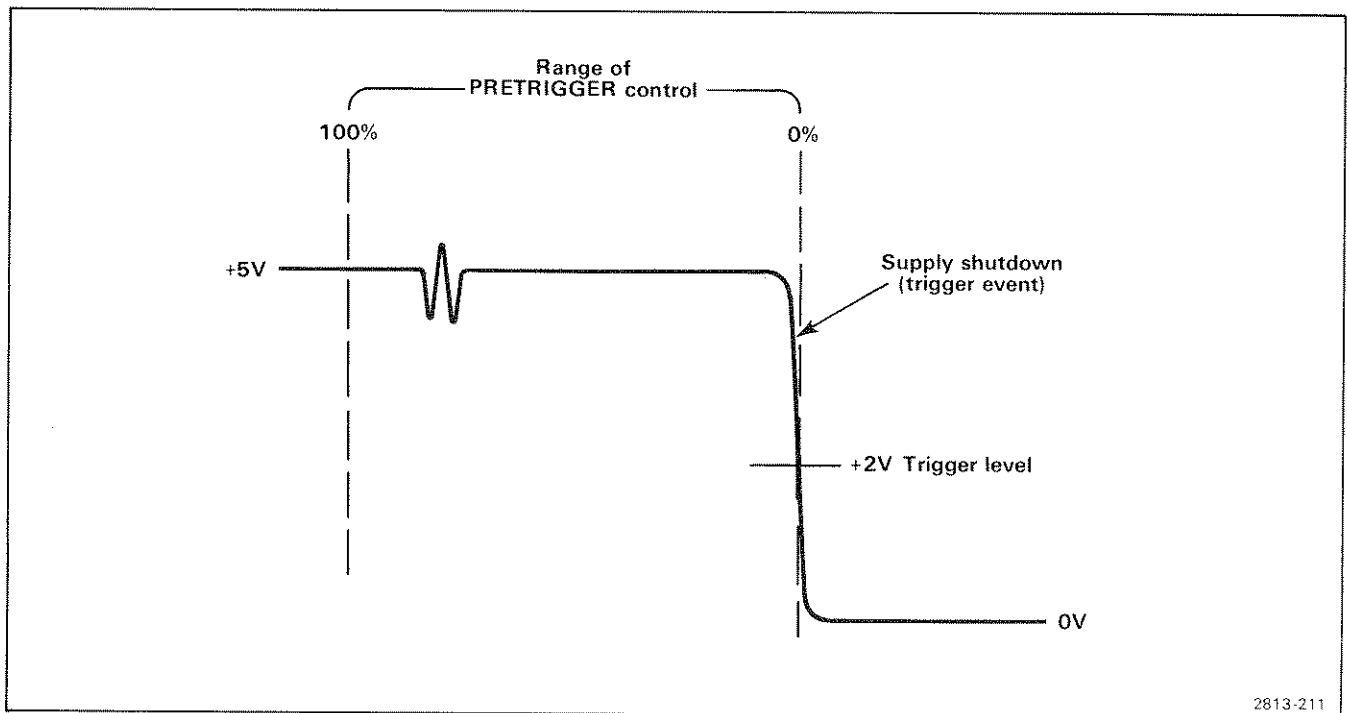 Range of
PRETRIGGER control
100%
0%
+5V
Supply shutdown
(trigger event)
+2V Trigger level
0V
2813-211